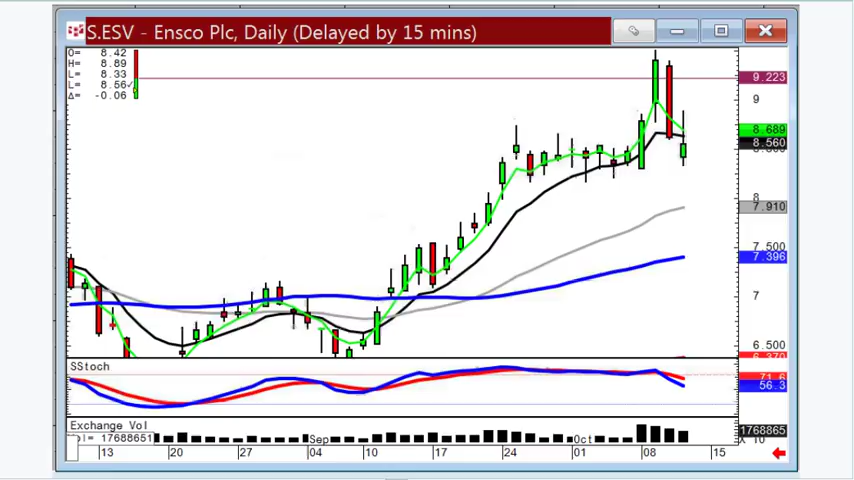 S.ESV - Ensco Plc, Daily (Delayed by 15 mins)
O= 8.42
H= 8.89
L= 8.33
L= 8.56
Δ= -0.06
9.223
9
8.689
8.560
8
7.910
7.500
7.396
7
6.500
SStoch
71.6
56.3
Exchange Vol
Vol= 17688651
1768865
X 10
13 20 27 Sep 04 10 17 24 Oct 01 08 15